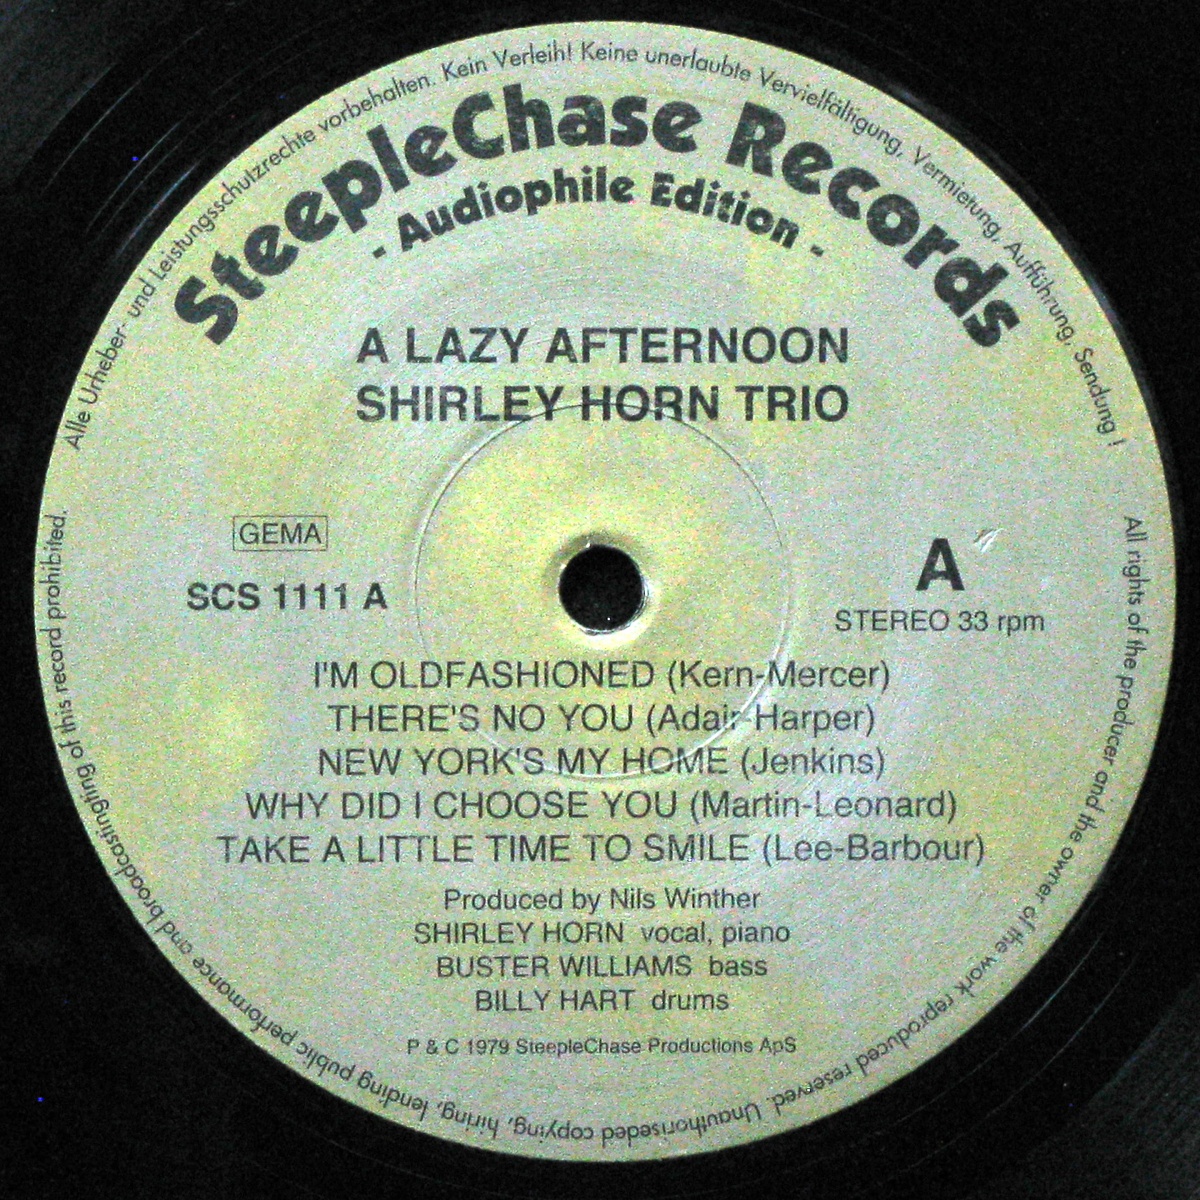 Alle Urheber- und Leistungsschutzrechte vorbehalten. Kein Verleih! Keine unerlaubte Vervielfältigung, Vermietung, Aufführung, Sendung !
SteepleChase Records
- Audiophile Edition -
A LAZY AFTERNOON
SHIRLEY HORN TRIO
GEMA
SCS 1111 A
A
STEREO 33 rpm
I'M OLDFASHIONED (Kern-Mercer)
THERE'S NO YOU (Adair-Harper)
NEW YORK'S MY HOME (Jenkins)
WHY DID I CHOOSE YOU (Martin-Leonard)
TAKE A LITTLE TIME TO SMILE (Lee-Barbour)
Produced by Nils Winther
SHIRLEY HORN vocal, piano
BUSTER WILLIAMS bass
BILLY HART drums
P & C 1979 SteepleChase Productions ApS
All rights of the producer and the owner of the work reproduced reserved. Unauthoriseded copying, hiring, lending public performance and broadcastingfing of this record prohibited.